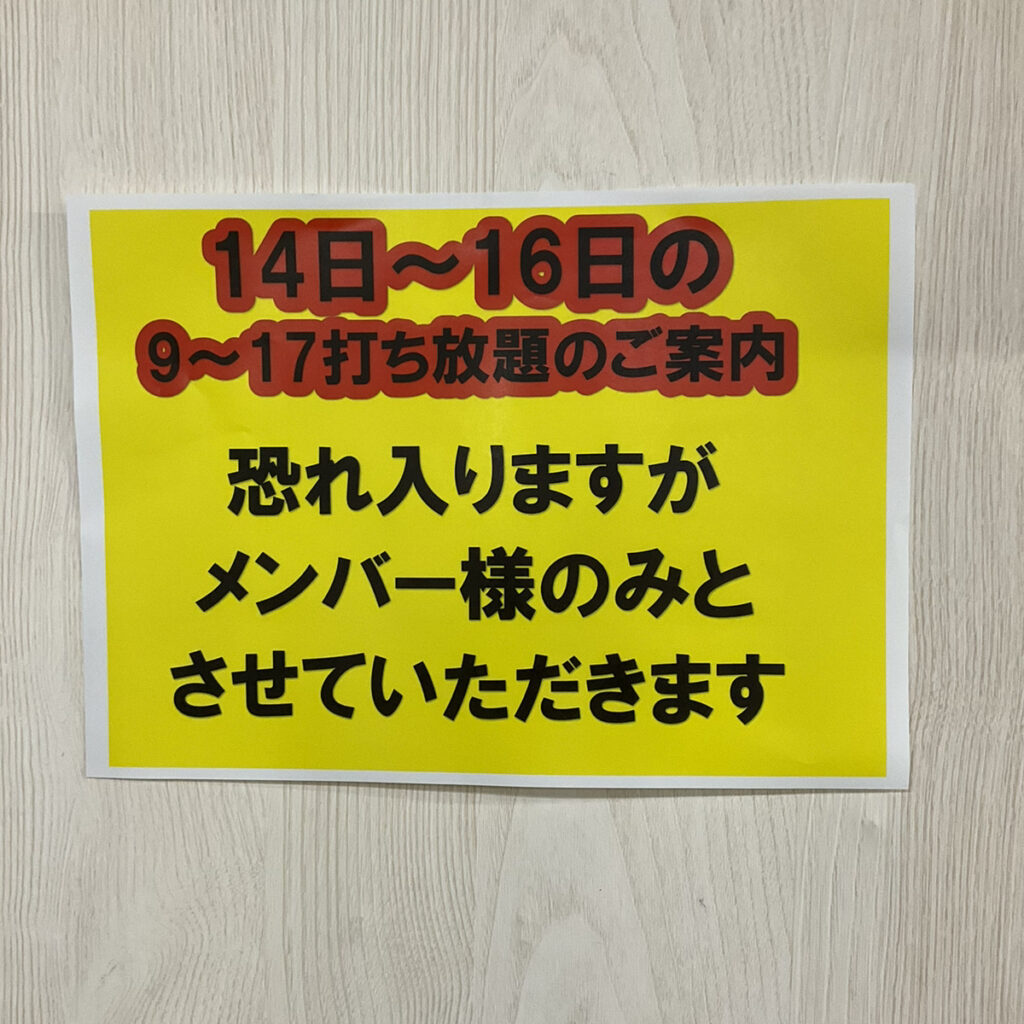 14日～16日の
9～17打ち放題のご案内
恐れ入りますが
メンバー様のみと
させていただきます